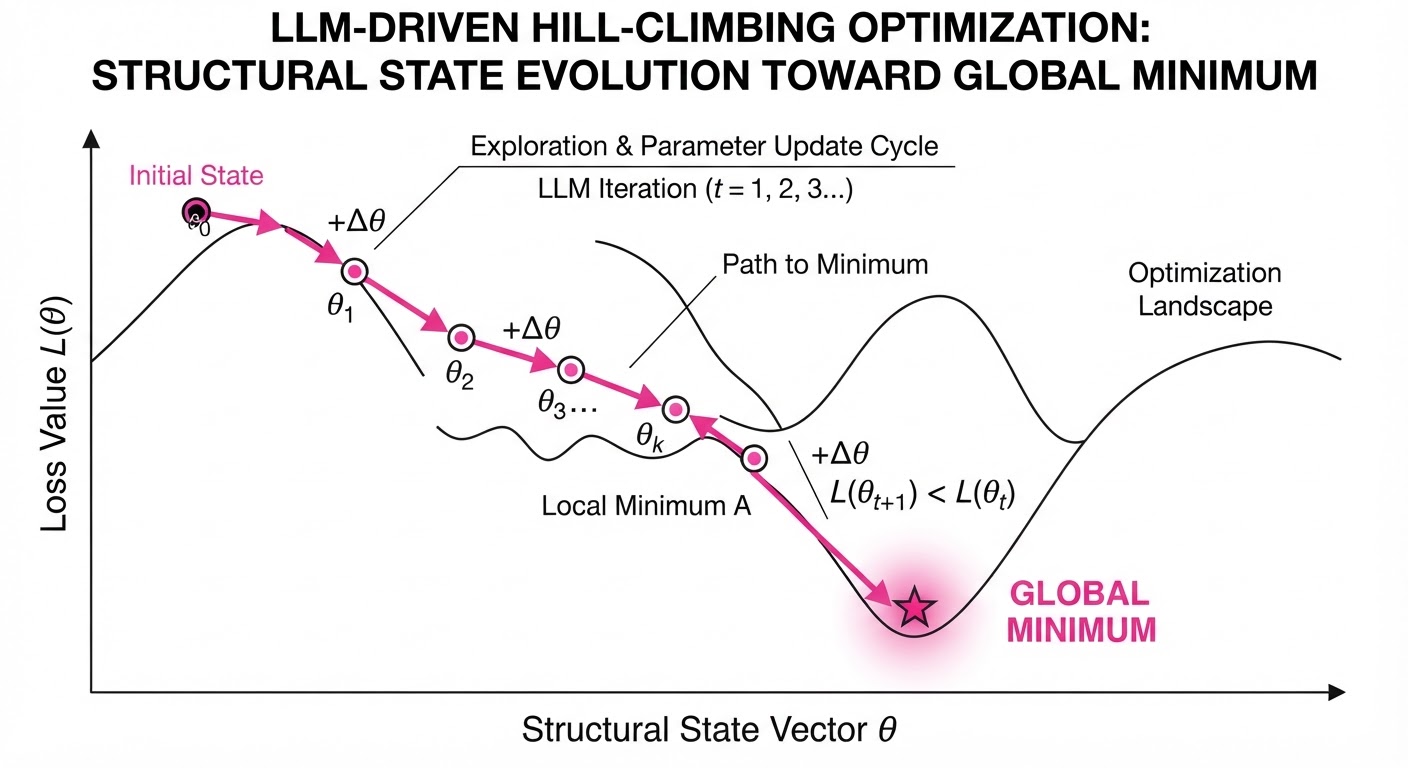 LLM-DRIVEN HILL-CLIMBING OPTIMIZATION:
STRUCTURAL STATE EVOLUTION TOWARD GLOBAL MINIMUM
Exploration & Parameter Update Cycle
LLM Iteration (t = 1, 2, 3...)
Initial State
+Δθ
θ₁
Path to Minimum
Optimization
Landscape
+Δθ
θ₂
θ₃...
θₖ
Local Minimum A
+Δθ
L(θₜ₊₁) < L(θₜ)
GLOBAL
MINIMUM
Loss Value L(θ)
Structural State Vector θ